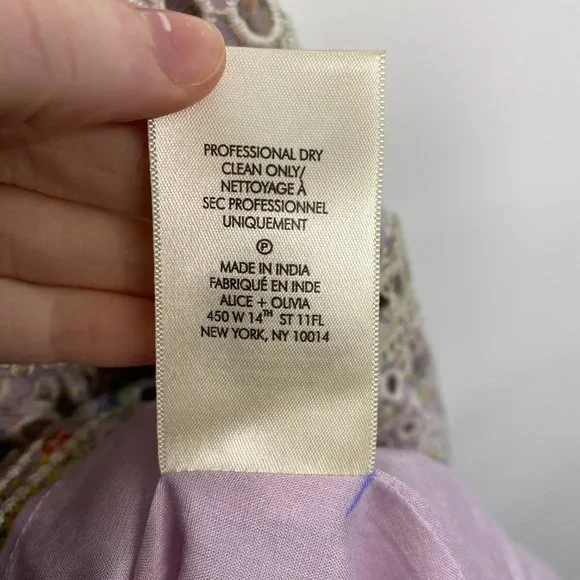 PROFESSIONAL DRY
CLEAN ONLY/
NETTOYAGE À
SEC PROFESSIONNEL
UNIQUEMENT
Ⓟ
MADE IN INDIA
FABRIQUÉ EN INDE
ALICE + OLIVIA
450 W 14TH ST 11FL
NEW YORK, NY 10014